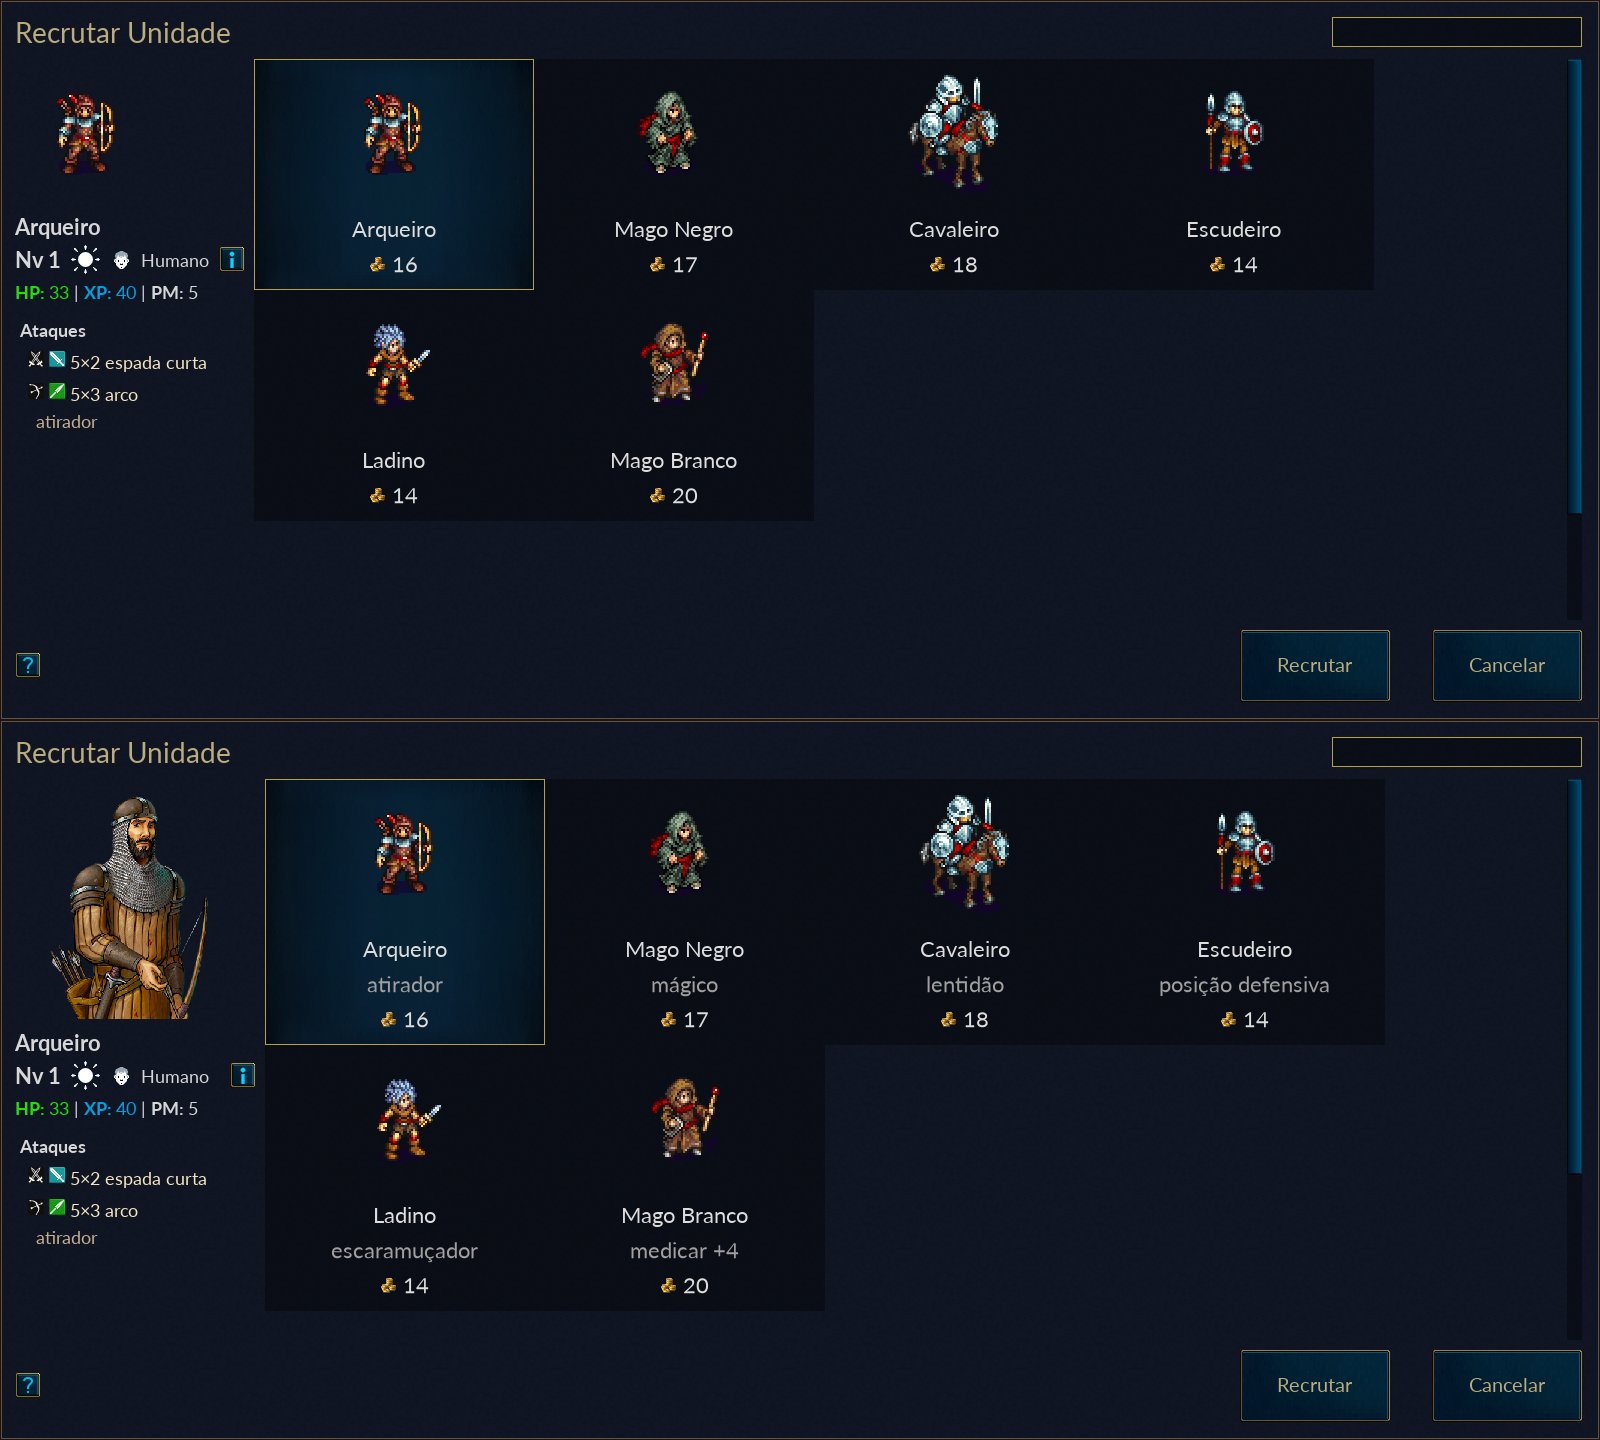 Recrutar Unidade
Arqueiro
Nv 1 Humano i
HP: 33 | XP: 40 | PM: 5
Ataques
5×2 espada curta
5×3 arco
atirador
Arqueiro Mago Negro Cavaleiro Escudeiro
16 17 18 14
Ladino Mago Branco
14 20
? Recrutar Cancelar
Recrutar Unidade
Arqueiro
Nv 1 Humano i
HP: 33 | XP: 40 | PM: 5
Ataques
5×2 espada curta
5×3 arco
atirador
Arqueiro Mago Negro Cavaleiro Escudeiro
atirador mágico lentidão posição defensiva
16 17 18 14
Ladino Mago Branco
escaramuçador medicar +4
14 20
? Recrutar Cancelar